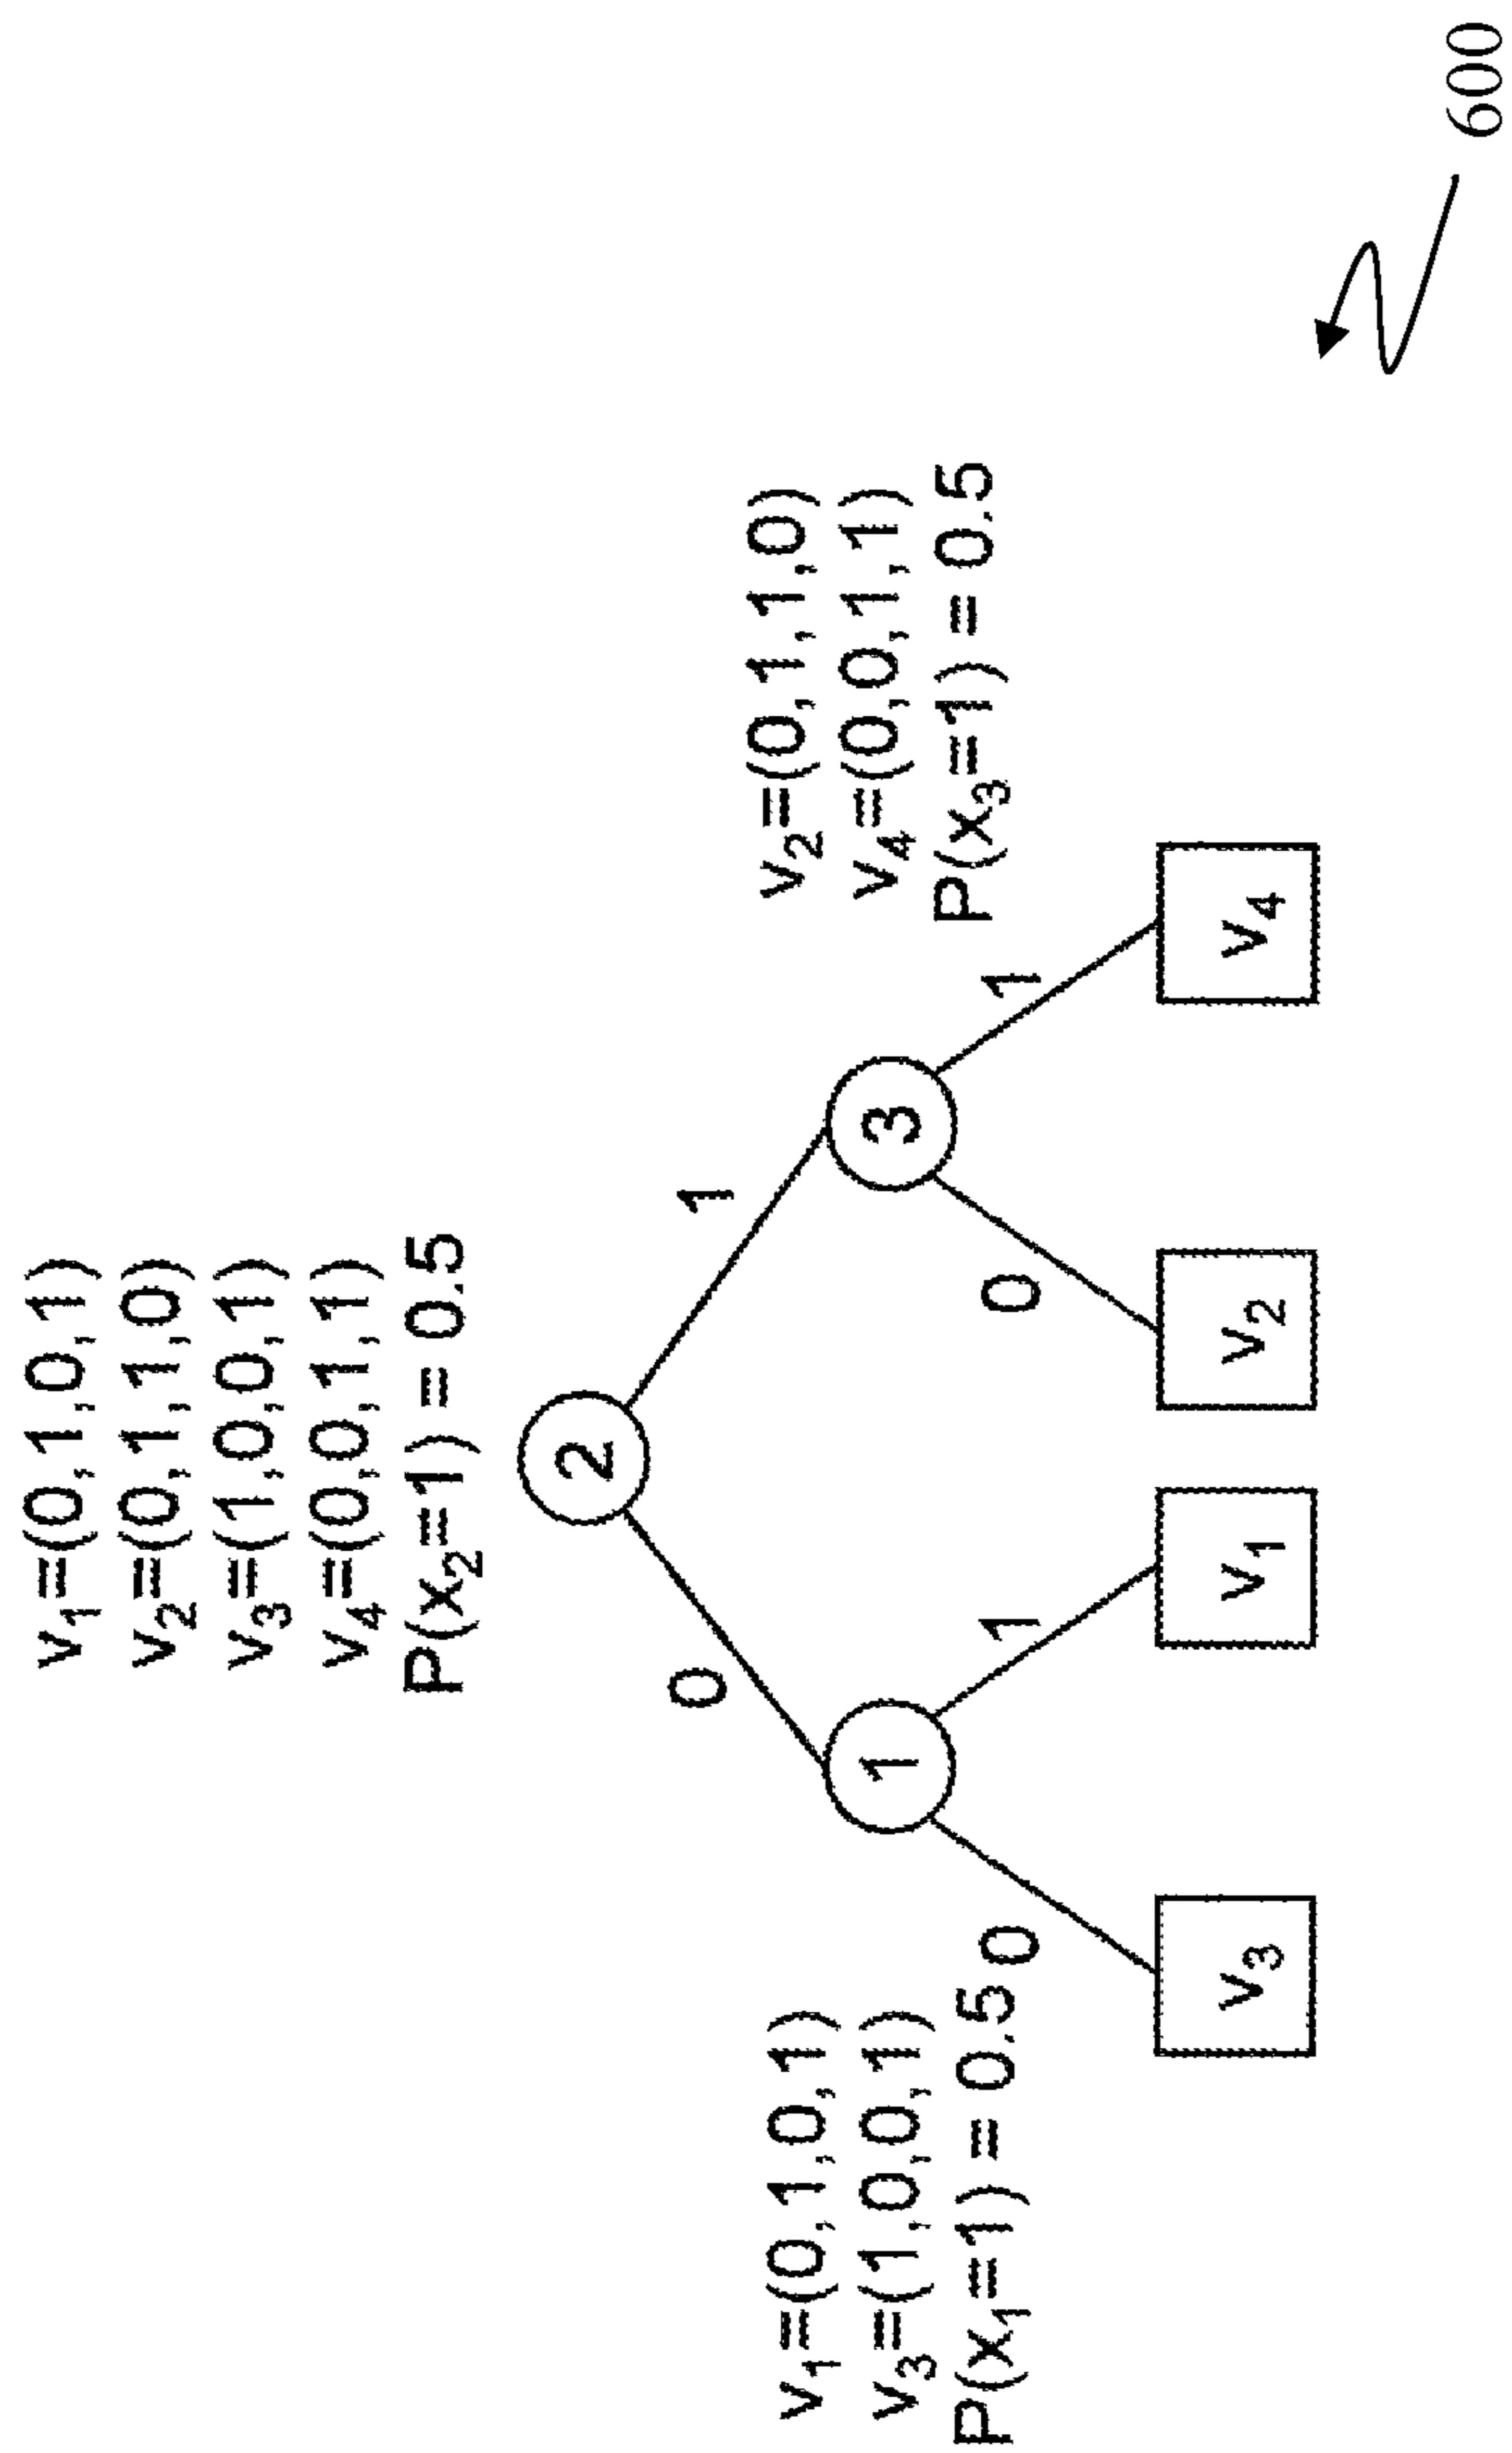 v₁=(0,1,0,1)
v₂=(0,1,1,0)
v₃=(1,0,0,1)
v₄=(0,0,1,1)
P(x₂=1) = 0.5
2
0
1
v₁=(0,1,0,1)
v₃=(1,0,0,1)
P(x₁=1) = 0.5
1
0
1
v₂=(0,1,1,0)
v₄=(0,0,1,1)
P(x₃=1) = 0.5
3
0
1
v₃
v₁
v₂
v₄
600